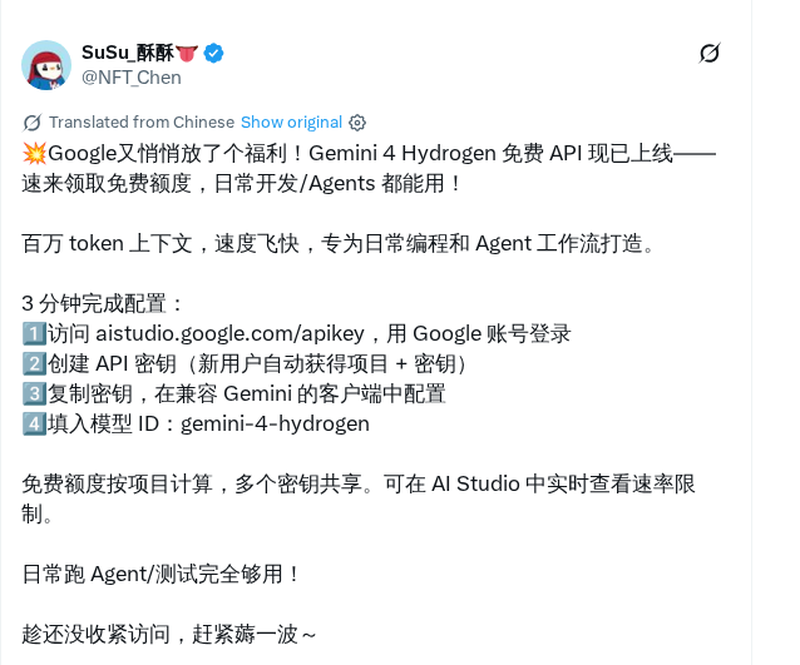 SuSu_酥酥👅
@NFT_Chen
Translated from Chinese Show original
💥Google又悄悄放了个福利！Gemini 4 Hydrogen 免费 API 现已上线——
速来领取免费额度，日常开发/Agents 都能用！
百万 token 上下文，速度飞快，专为日常编程和 Agent 工作流打造。
3 分钟完成配置：
1️⃣访问 aistudio.google.com/apikey，用 Google 账号登录
2️⃣创建 API 密钥（新用户自动获得项目 + 密钥）
3️⃣复制密钥，在兼容 Gemini 的客户端中配置
4️⃣填入模型 ID：gemini-4-hydrogen
免费额度按项目计算，多个密钥共享。可在 AI Studio 中实时查看速率限
制。
日常跑 Agent/测试完全够用！
趁还没收紧访问，赶紧薅一波～